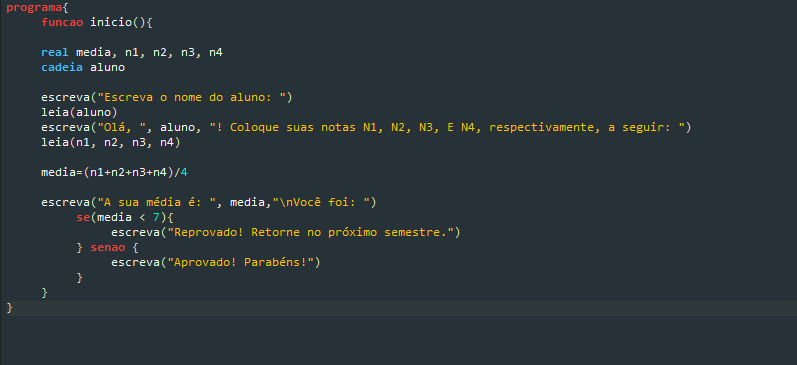 programa{
funcao inicio(){
real media, n1, n2, n3, n4
cadeia aluno
escreva("Escreva o nome do aluno: ")
leia(aluno)
escreva("Olá, ", aluno, "! Coloque suas notas N1, N2, N3, E N4, respectivamente, a seguir: ")
leia(n1, n2, n3, n4)
media=(n1+n2+n3+n4)/4
escreva("A sua média é: ", media,"\nVocê foi: ")
se(media < 7){
escreva("Reprovado! Retorne no próximo semestre.")
} senao {
escreva("Aprovado! Parabéns!")
}
}
}